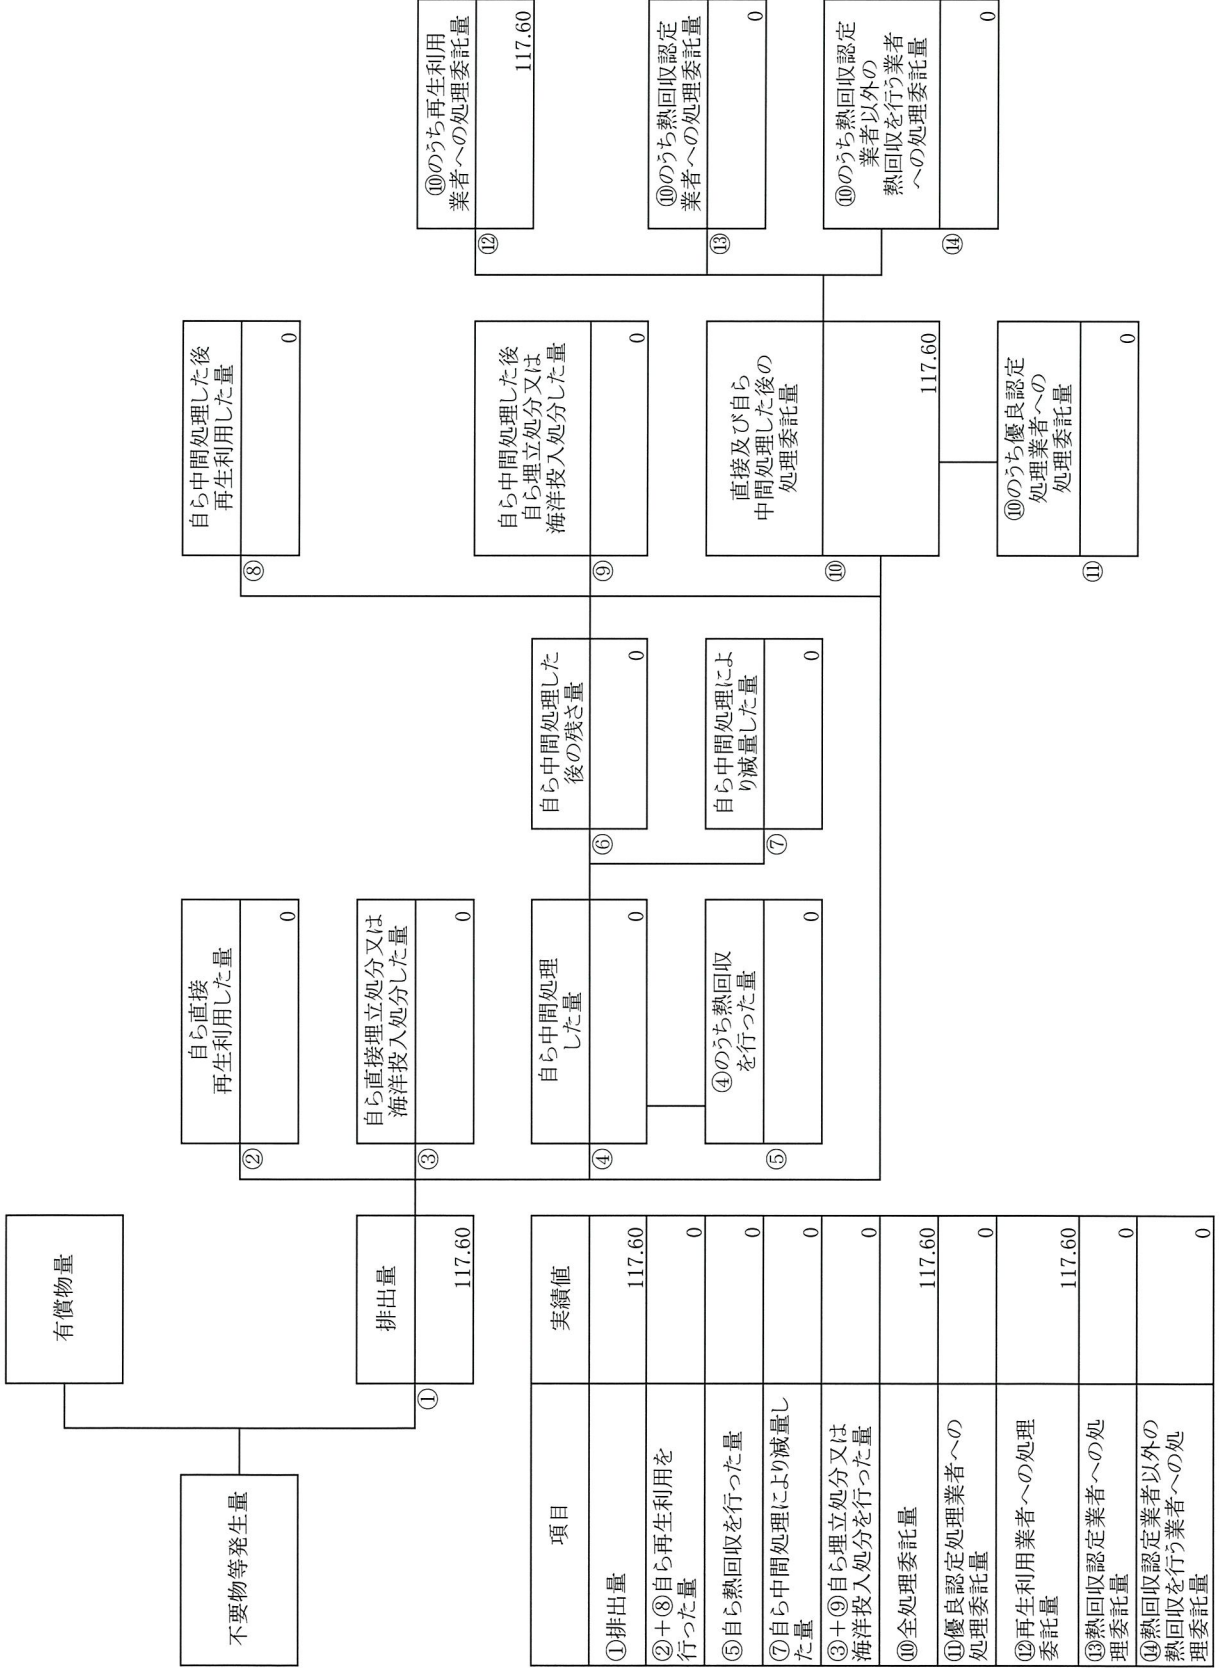 不要物等発生量
有償物量
排出量
①
117.60
自ら直接
再生利用した量
②
0
自ら直接埋立処分又は
海洋投入処分した量
③
0
自ら中間処理
した量
④
0
④のうち熱回収
を行った量
⑤
0
自ら中間処理した
後の残さ量
⑥
0
自ら中間処理によ
り減量した量
⑦
0
自ら中間処理した後
再生利用した量
⑧
0
自ら中間処理した後
自ら埋立処分又は
海洋投入処分した量
⑨
0
直接及び自ら
中間処理した後の
処理委託量
⑩
117.60
⑩のうち優良認定
処理業者への
処理委託量
⑪
0
⑩のうち再生利用
業者への処理委託量
⑫
117.60
⑩のうち熱回収認定
業者への処理委託量
⑬
0
⑩のうち熱回収認定
業者以外の
熱回収を行う業者
への処理委託量
⑭
0
項目 実績値
①排出量 117.60
②+⑧自ら再生利用を
行った量 0
⑤自ら熱回収を行った量 0
⑦自ら中間処理により減量し
た量 0
③+⑨自ら埋立処分又は
海洋投入処分を行った量 0
⑩全処理委託量 117.60
⑪優良認定処理業者への
処理委託量 0
⑫再生利用業者への処理
委託量 117.60
⑬熱回収認定業者への処
理委託量 0
⑭熱回収認定業者以外の
熱回収を行う業者への処
理委託量 0